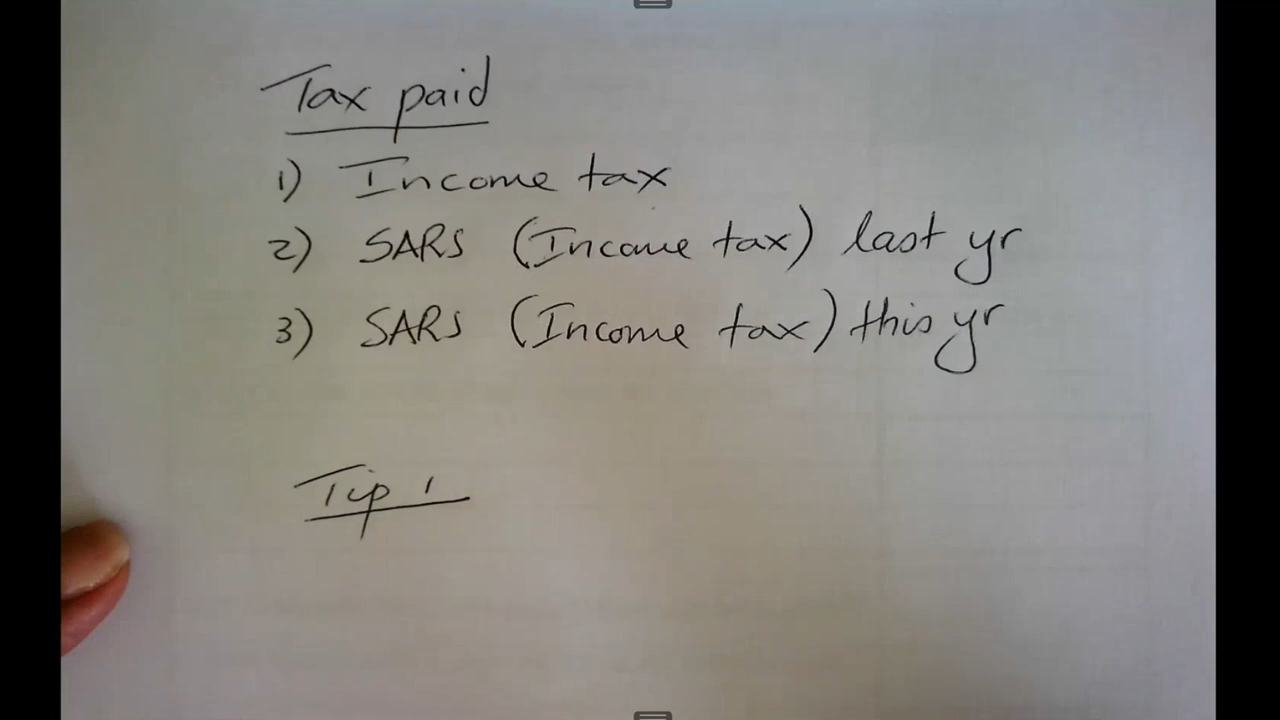 Tax paid
1) Income tax
2) SARS (Income tax) last yr
3) SARS (Income tax) this yr
Tip 1